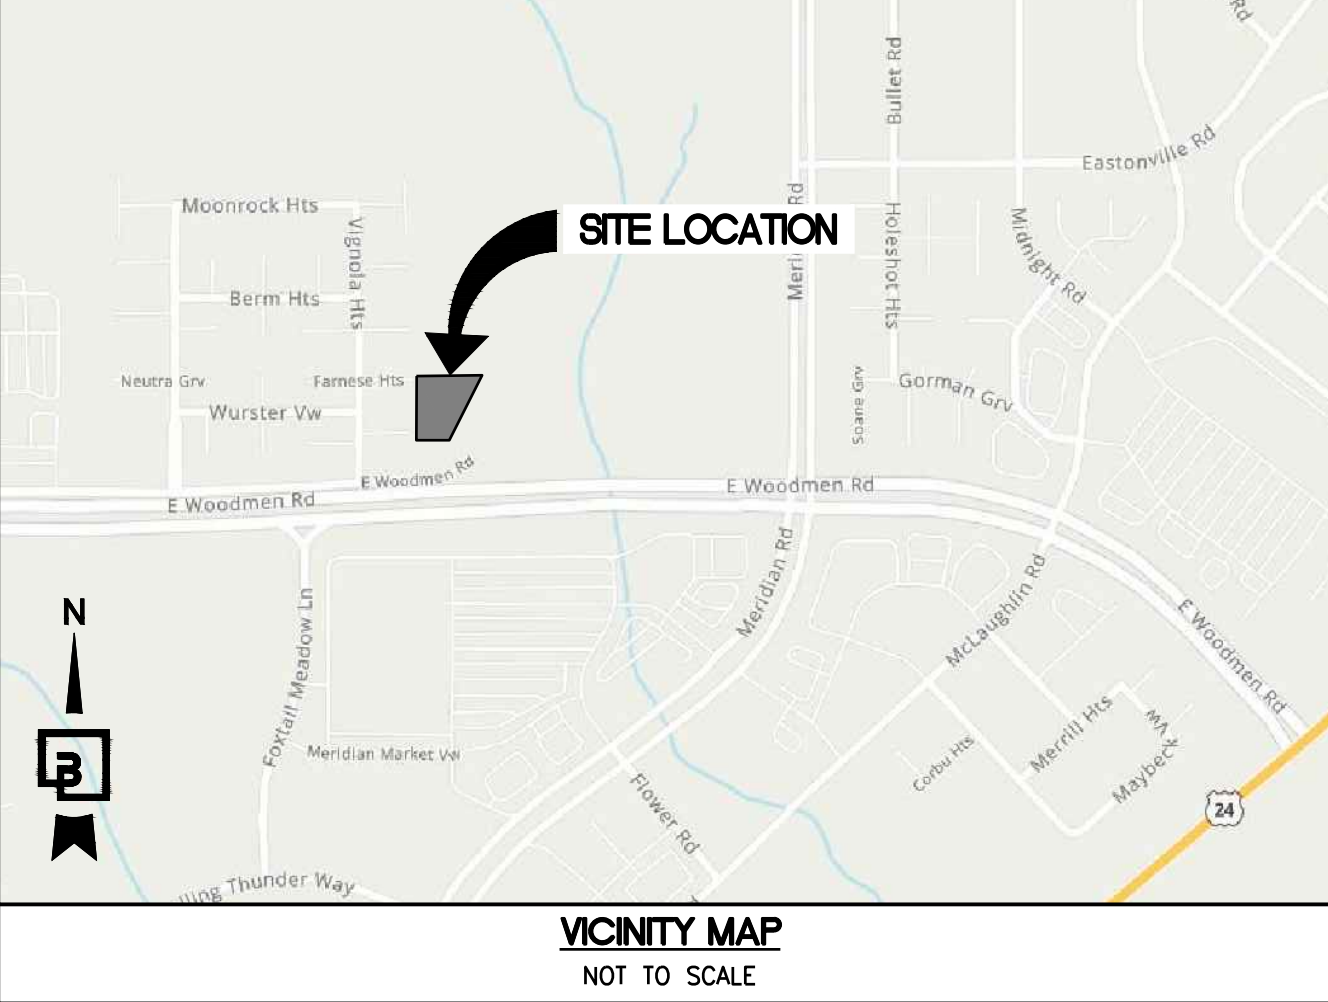 Rd
Bullet Rd
Eastonville Rd
Moonrock Hts
Vignola Hts
SITE LOCATION
Meri
Rd
Holeshot Hts
Midnight Rd
Berm Hts
Neutra Grv
Farnese Hts
Wurster Vw
Soane Grv
Gorman Grv
E Woodmen Rd
E Woodmen Rd
E Woodmen Rd
Meridian Rd
McLaughlin Rd
E Woodmen Rd
N
B
Foxtail Meadow Ln
Meridian Market Vw
Corbu Hts
Merrill Hts
Maybeck Vw
Flower Rd
24
lling Thunder Way
d
VICINITY MAP
NOT TO SCALE